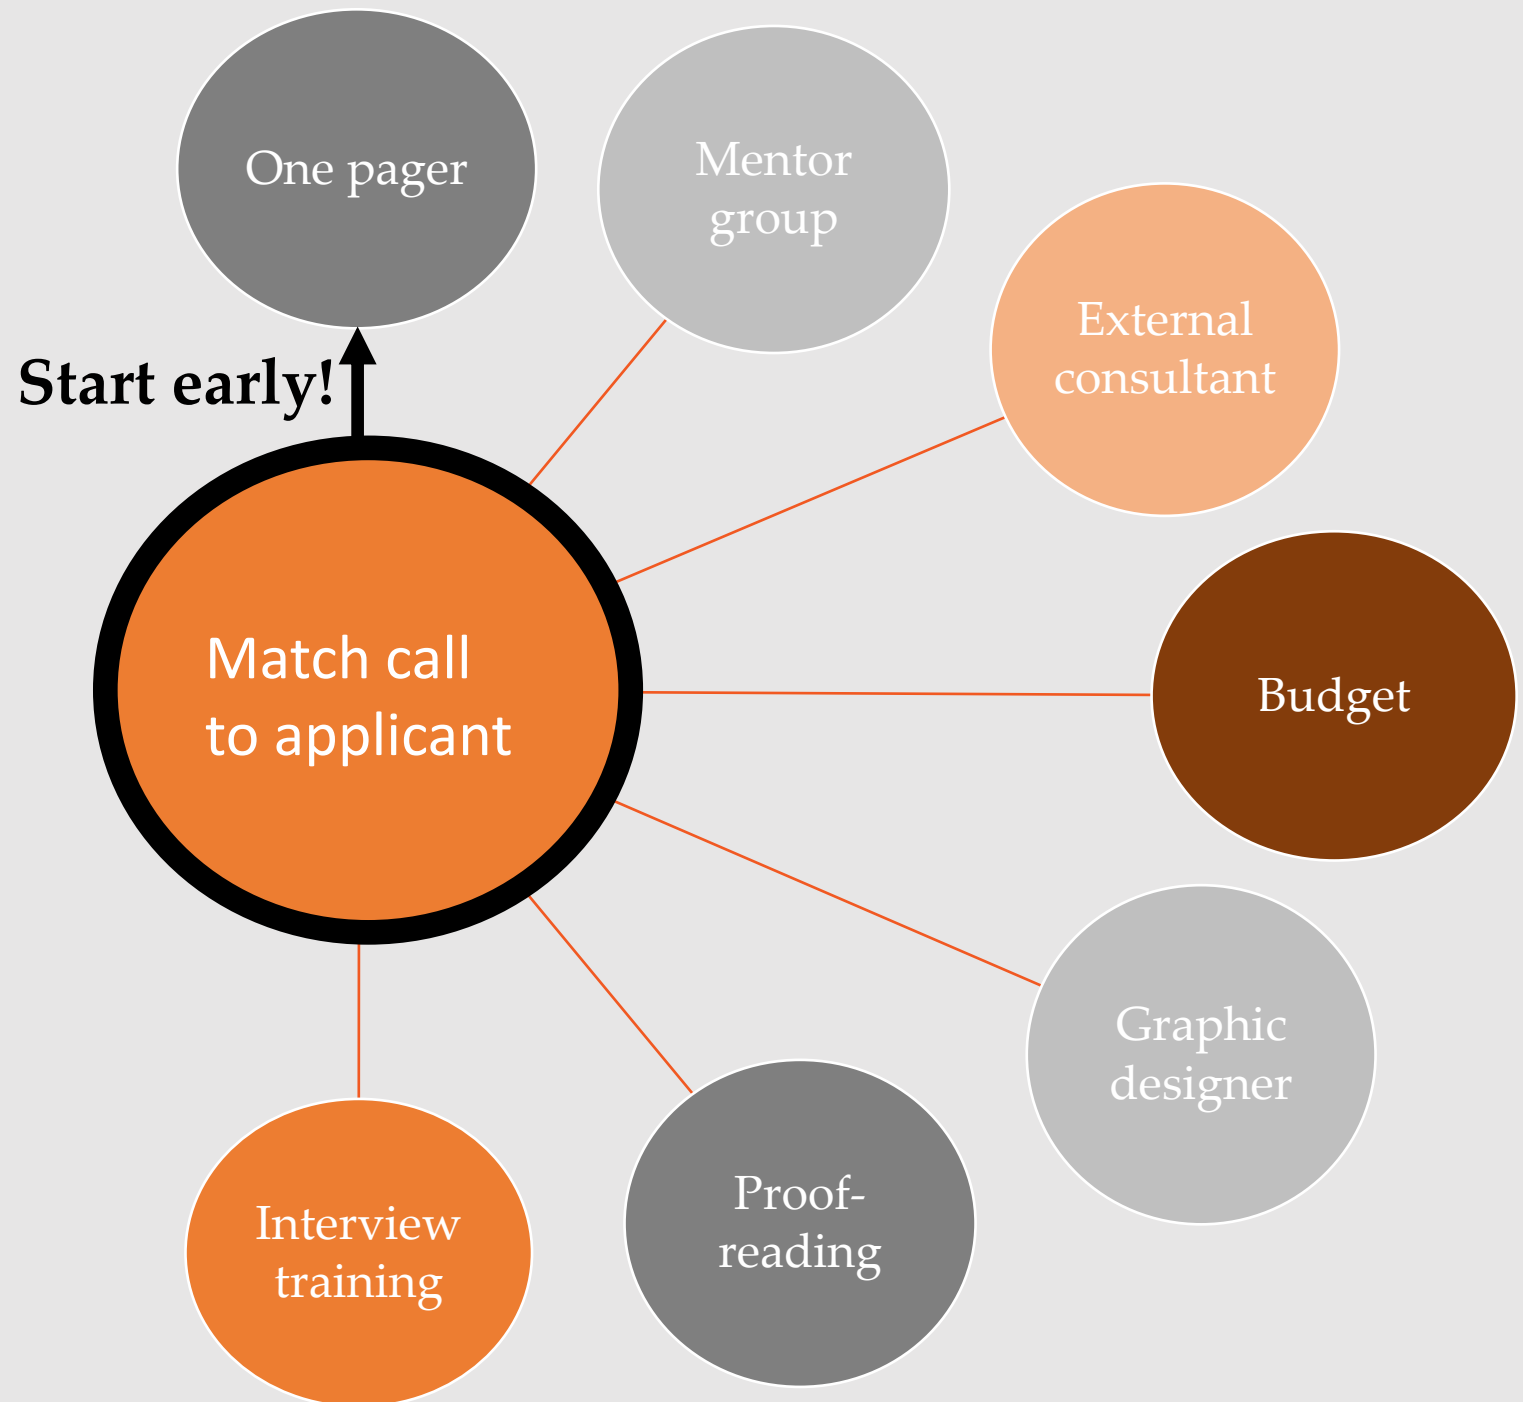 One pager
Mentor
group
External
consultant
Start early!
Match call
to applicant
Budget
Graphic
designer
Proof-
reading
Interview
training